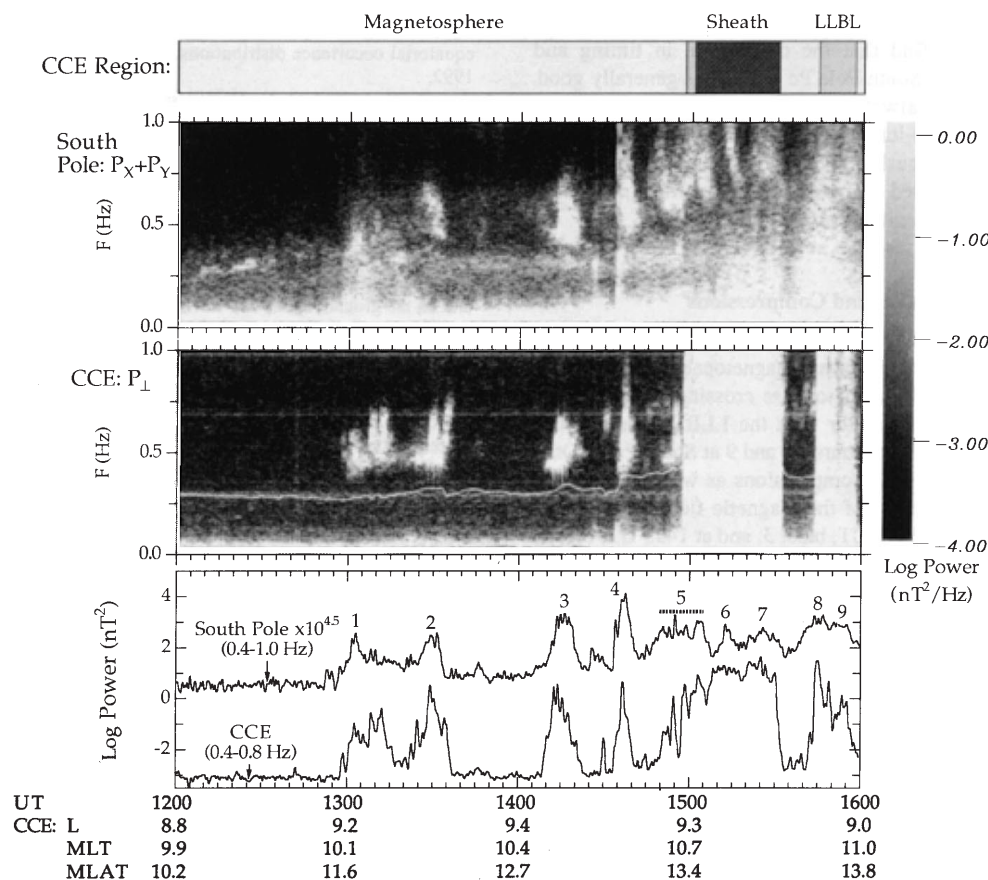 Magnetosphere Sheath LLBL
CCE Region:
South
Pole: PX+PY
F (Hz)
1.0
0.5
0.0
CCE: P⊥
F (Hz)
1.0
0.5
0.0
0.00
−1.00
−2.00
−3.00
−4.00
Log Power
(nT²/Hz)
Log Power (nT²)
4
2
0
-2
South Pole x10^4.5
(0.4-1.0 Hz)
CCE
(0.4-0.8 Hz)
1 2 3 4 5 6 7 8 9
UT 1200 1300 1400 1500 1600
CCE: L 8.8 9.2 9.4 9.3 9.0
MLT 9.9 10.1 10.4 10.7 11.0
MLAT 10.2 11.6 12.7 13.4 13.8